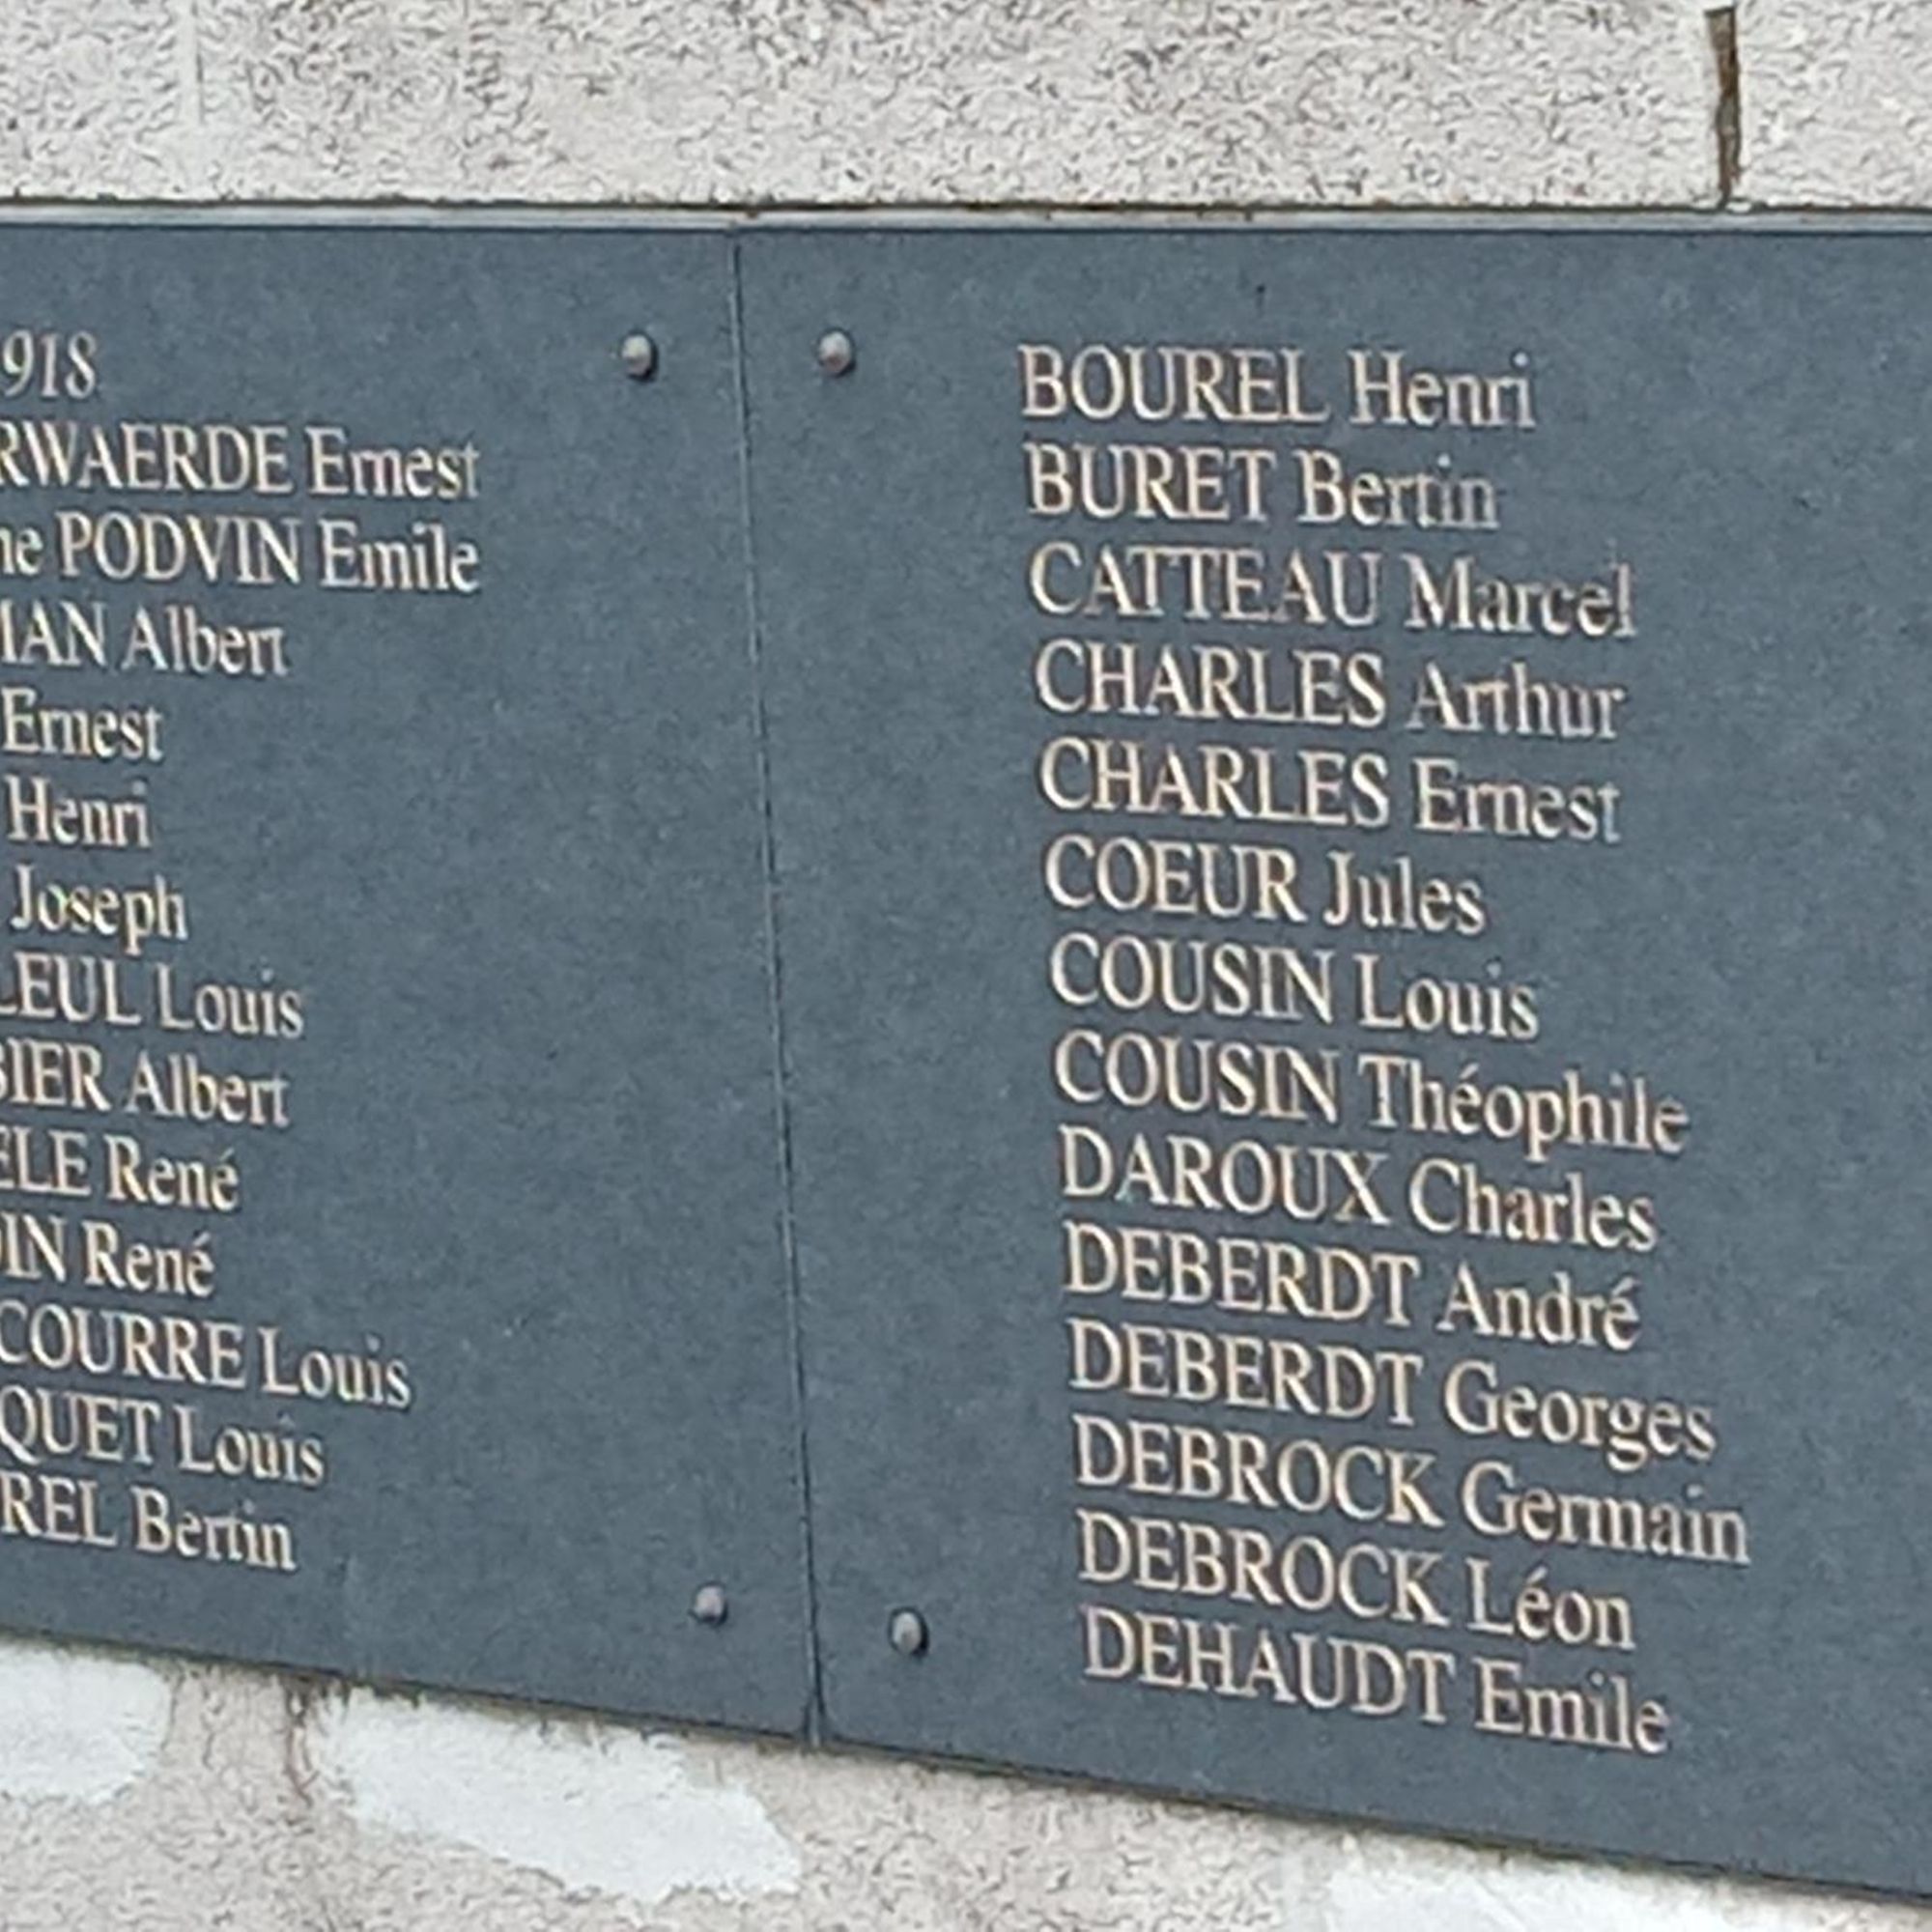 918
RWAERDE Ernest
ne PODVIN Emile
MAN Albert
Ernest
Henri
Joseph
LEUL Louis
BIER Albert
ELE René
DIN René
COURRE Louis
QUET Louis
REL Bertin
BOUREL Henri
BURET Bertin
CATTEAU Marcel
CHARLES Arthur
CHARLES Ernest
COEUR Jules
COUSIN Louis
COUSIN Théophile
DAROUX Charles
DEBERDT André
DEBERDT Georges
DEBROCK Germain
DEBROCK Léon
DEHAUDT Emile